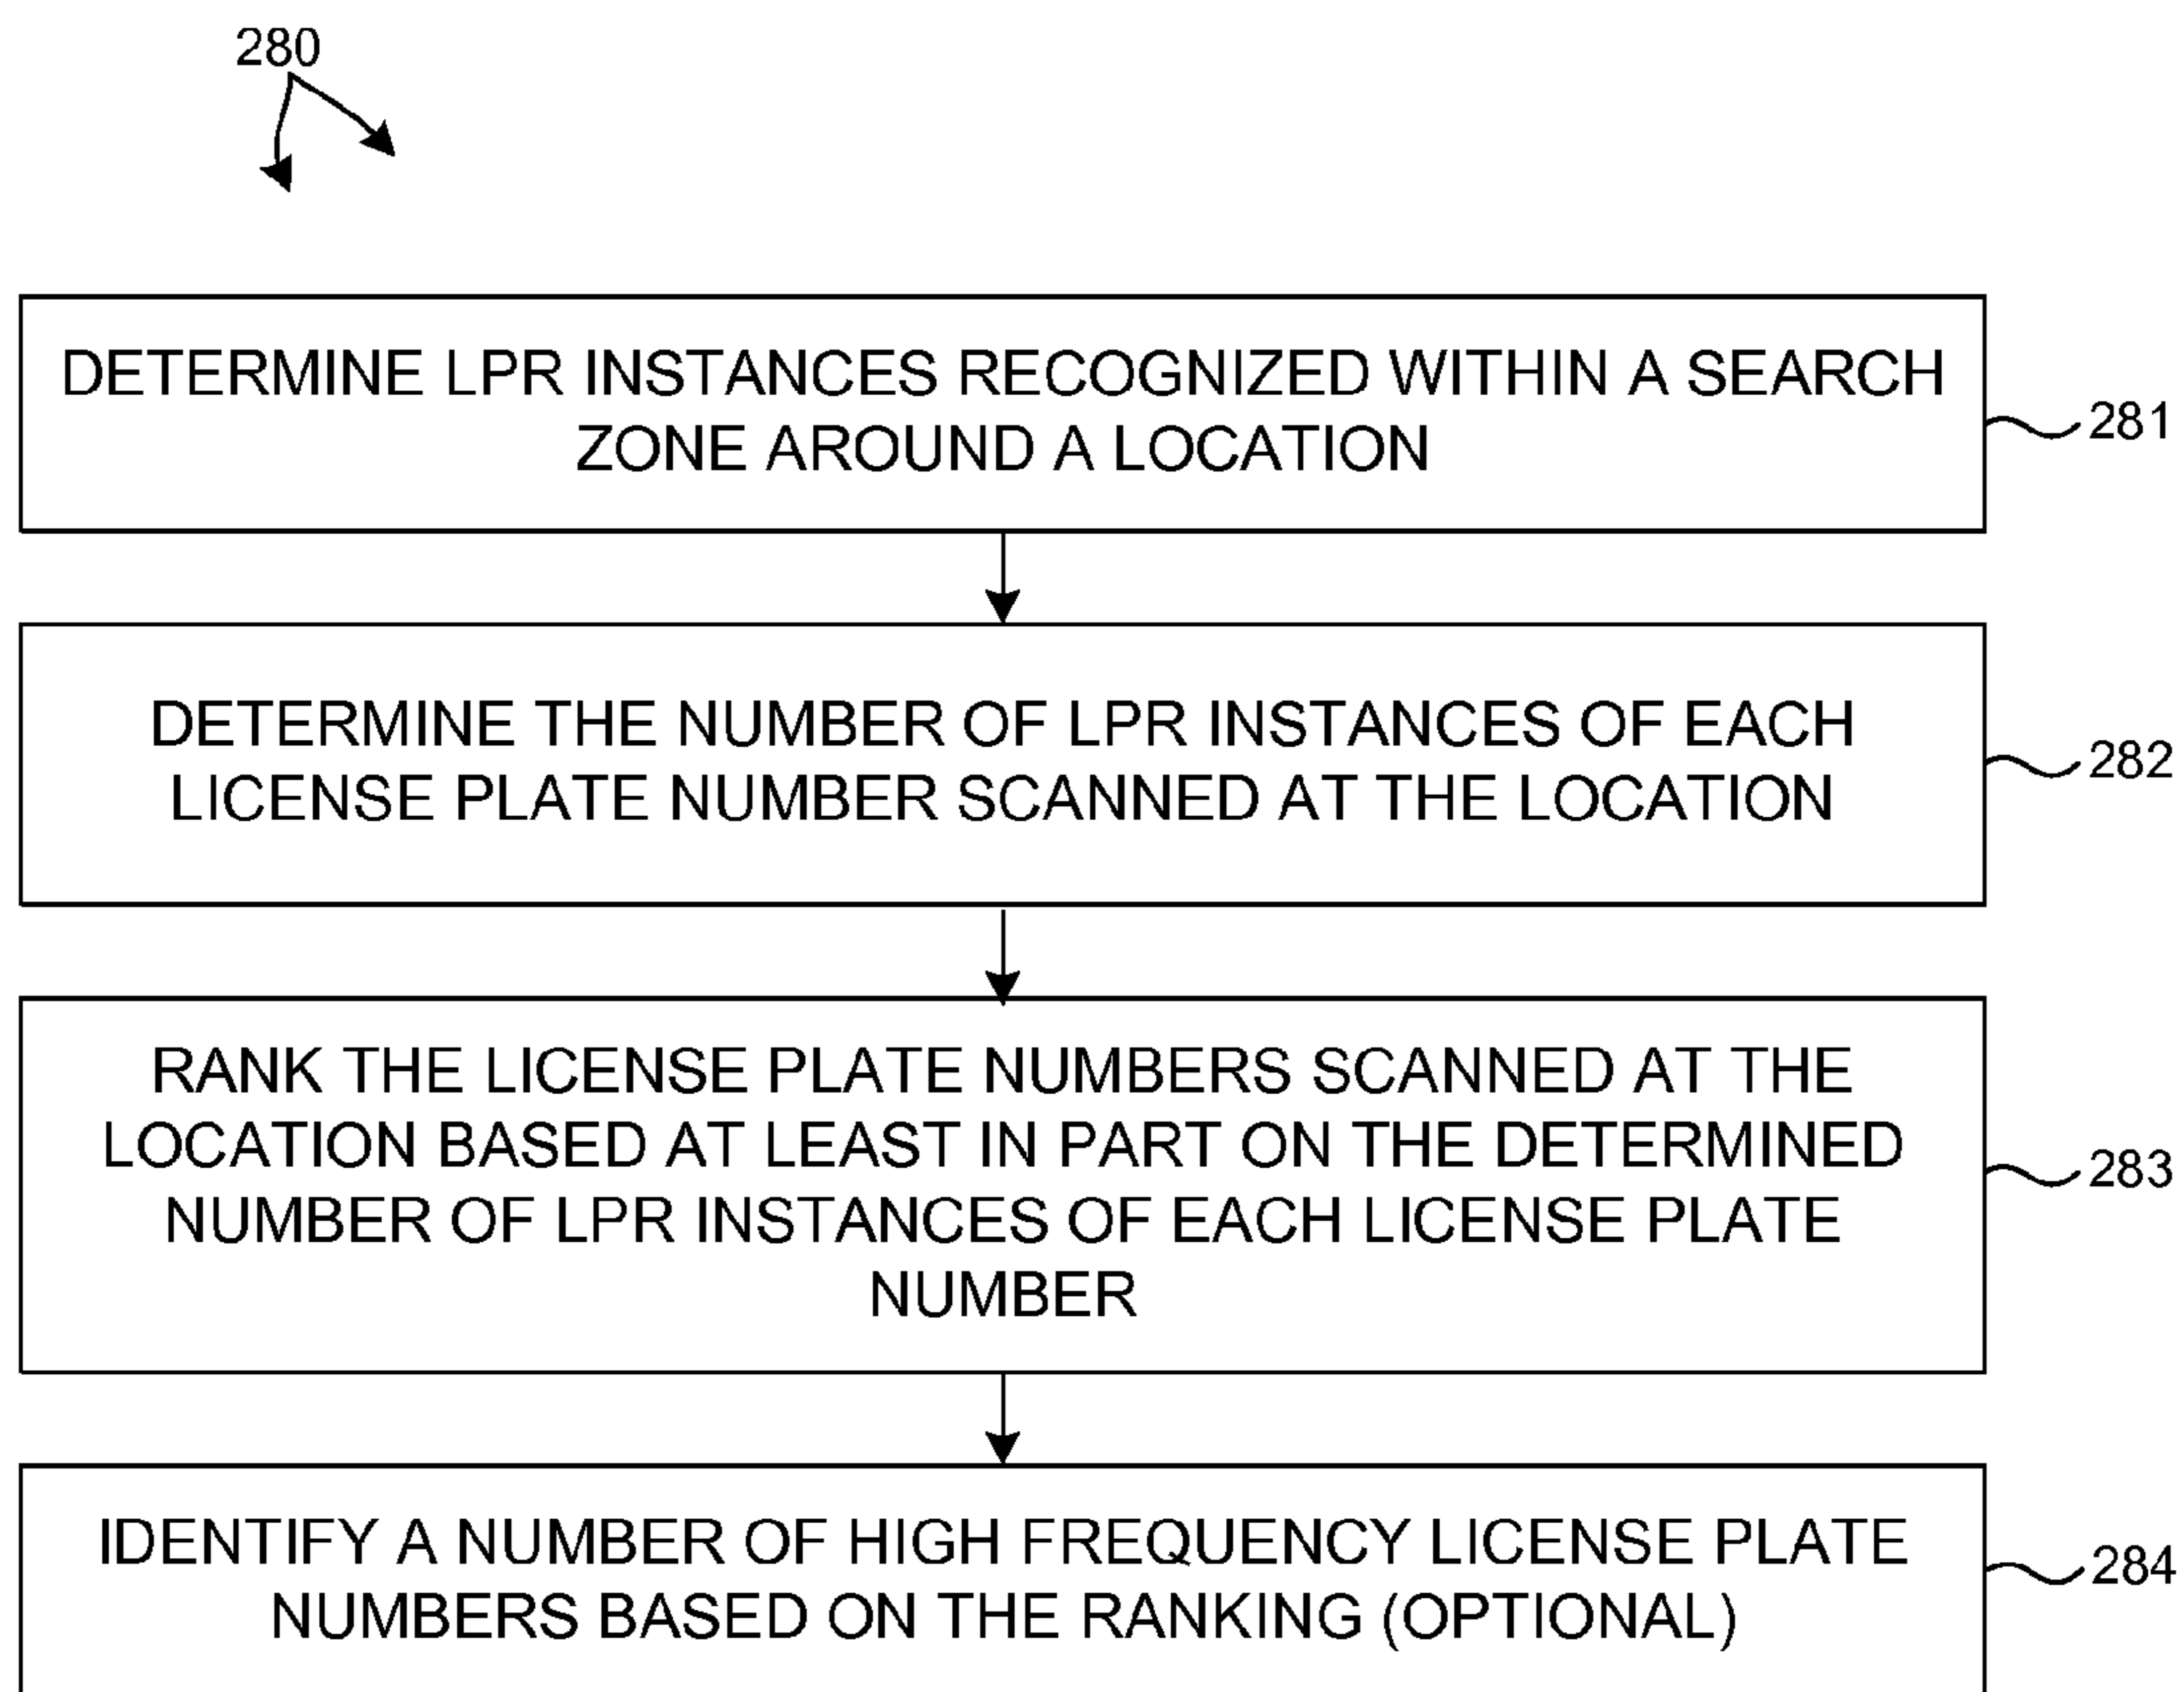 280
DETERMINE LPR INSTANCES RECOGNIZED WITHIN A SEARCH
ZONE AROUND A LOCATION
281
DETERMINE THE NUMBER OF LPR INSTANCES OF EACH
LICENSE PLATE NUMBER SCANNED AT THE LOCATION
282
RANK THE LICENSE PLATE NUMBERS SCANNED AT THE
LOCATION BASED AT LEAST IN PART ON THE DETERMINED
NUMBER OF LPR INSTANCES OF EACH LICENSE PLATE
NUMBER
283
IDENTIFY A NUMBER OF HIGH FREQUENCY LICENSE PLATE
NUMBERS BASED ON THE RANKING (OPTIONAL)
284